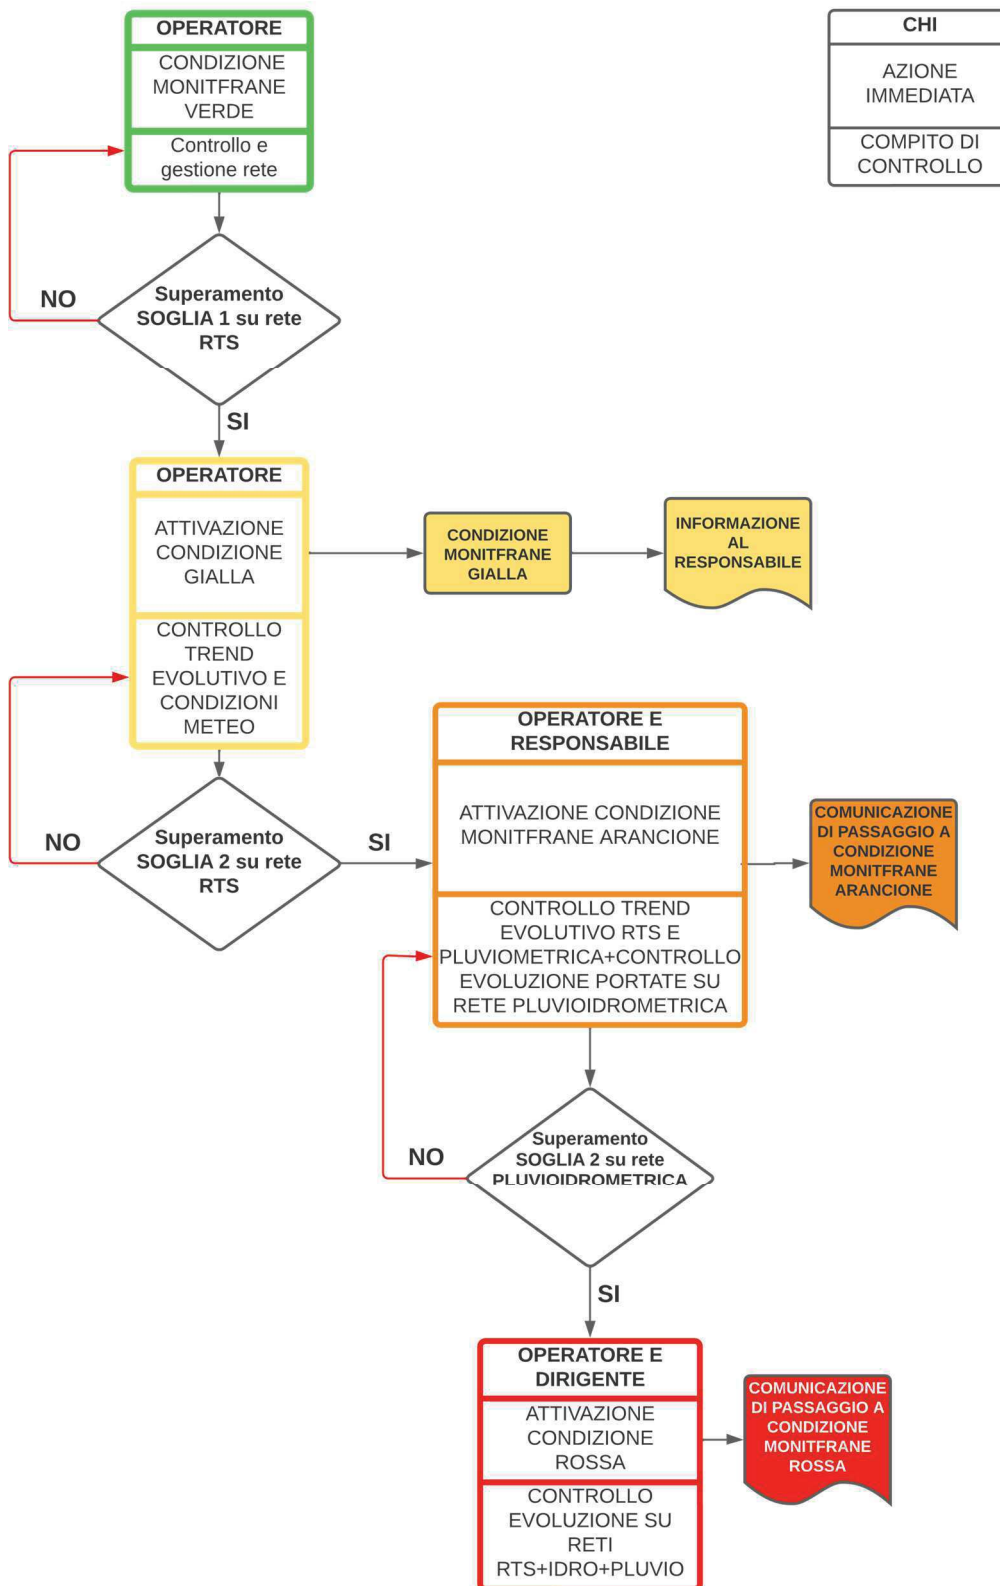 OPERATORE
CONDIZIONE
MONITFRANE
VERDE
Controllo e
gestione rete
CHI
AZIONE
IMMEDIATA
COMPITO DI
CONTROLLO
NO
Superamento
SOGLIA 1 su rete
RTS
SI
OPERATORE
ATTIVAZIONE
CONDIZIONE
GIALLA
CONTROLLO
TREND
EVOLUTIVO E
CONDIZIONI
METEO
CONDIZIONE
MONITFRANE
GIALLA
INFORMAZIONE
AL
RESPONSABILE
NO
Superamento
SOGLIA 2 su rete
RTS
SI
OPERATORE E
RESPONSABILE
ATTIVAZIONE CONDIZIONE
MONITFRANE ARANCIONE
CONTROLLO TREND
EVOLUTIVO RTS E
PLUVIOMETRICA+CONTROLLO
EVOLUZIONE PORTATE SU
RETE PLUVIOIDROMETRICA
COMUNICAZIONE
DI PASSAGGIO A
CONDIZIONE
MONITFRANE
ARANCIONE
NO
Superamento
SOGLIA 2 su rete
PLUVIOIDROMETRICA
SI
OPERATORE E
DIRIGENTE
ATTIVAZIONE
CONDIZIONE
ROSSA
CONTROLLO
EVOLUZIONE SU
RETI
RTS+IDRO+PLUVIO
COMUNICAZIONE
DI PASSAGGIO A
CONDIZIONE
MONITFRANE
ROSSA